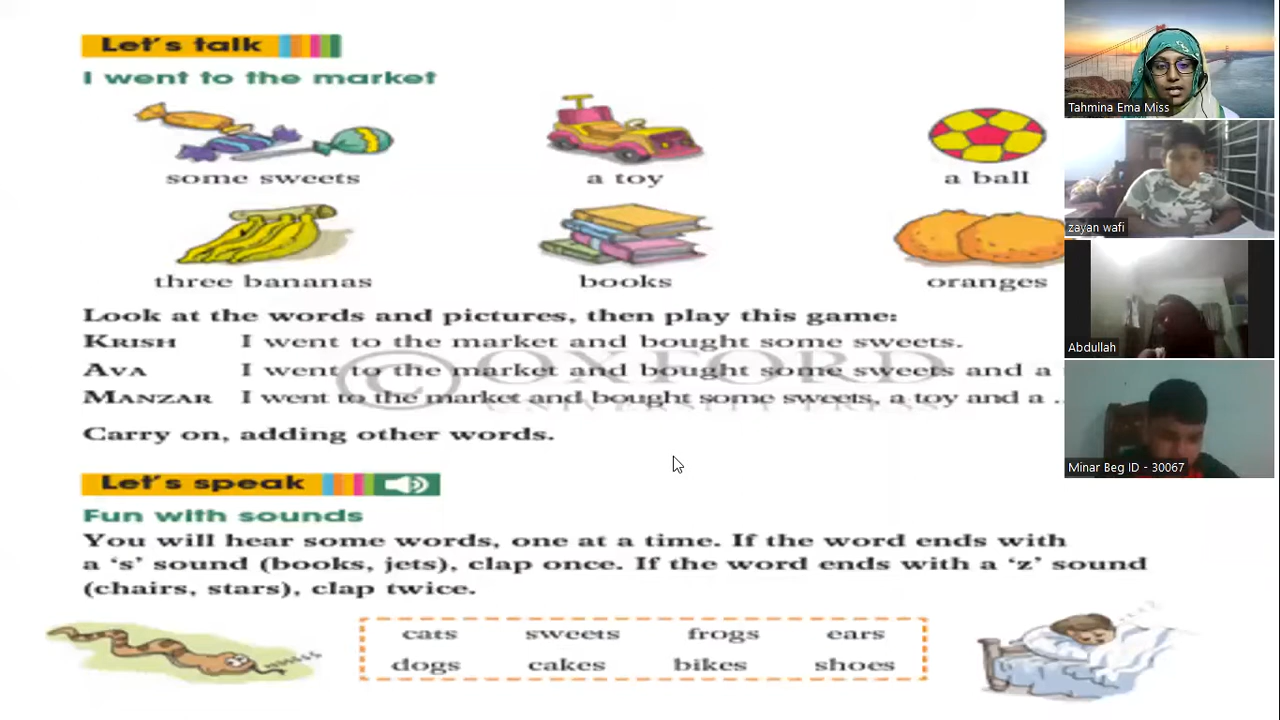 Let's talk
I went to the market
some sweets
a toy
a ball
three bananas
books
oranges
Look at the words and pictures, then play this game:
KRISH I went to the market and bought some sweets.
AVA I went to the market and bought some sweets and a
MANZAR I went to the market and bought some sweets, a toy and a ..
Carry on, adding other words.
© OXFORD
UNIVERSITY PRESS
Let's speak
Fun with sounds
You will hear some words, one at a time. If the word ends with
a 's' sound (books, jets), clap once. If the word ends with a 'z' sound
(chairs, stars), clap twice.
cats sweets frogs ears
dogs cakes bikes shoes
Tahmina Ema Miss
zayan wafi
Abdullah
Minar Beg ID - 30067